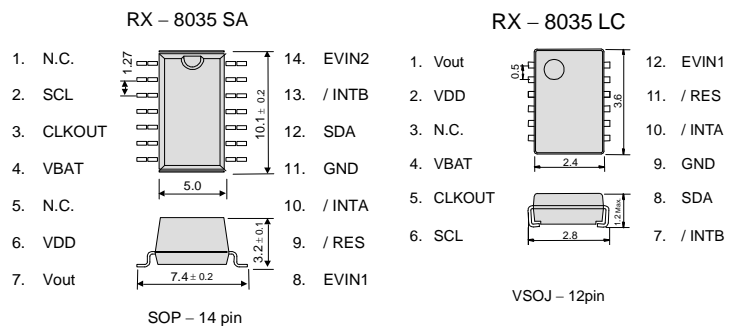 RX – 8035 SA
1. N.C.
2. SCL
3. CLKOUT
4. VBAT
5. N.C.
6. VDD
7. Vout
1.27
10.1 ± 0.2
5.0
3.2 ± 0.1
7.4 ± 0.2
14. EVIN2
13. / INTB
12. SDA
11. GND
10. / INTA
9. / RES
8. EVIN1
SOP – 14 pin
RX – 8035 LC
1. Vout
2. VDD
3. N.C.
4. VBAT
5. CLKOUT
6. SCL
0.5
3.6
2.4
1.2 Max.
2.8
12. EVIN1
11. / RES
10. / INTA
9. GND
8. SDA
7. / INTB
VSOJ – 12pin